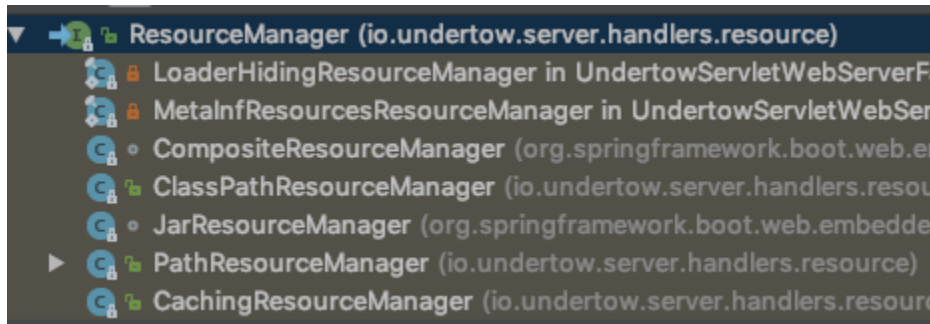 ResourceManager (io.undertow.server.handlers.resource)
LoaderHidingResourceManager in UndertowServletWebServerF
MetaInfResourcesResourceManager in UndertowServletWebSer
CompositeResourceManager (org.springframework.boot.web.e
ClassPathResourceManager (io.undertow.server.handlers.resou
JarResourceManager (org.springframework.boot.web.embedde
PathResourceManager (io.undertow.server.handlers.resource)
CachingResourceManager (io.undertow.server.handlers.resour